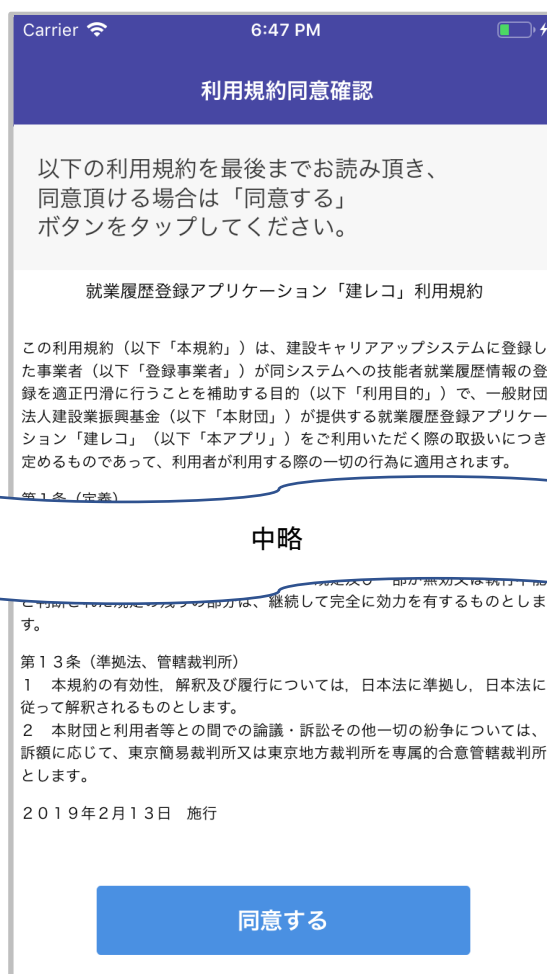 Carrier 6:47 PM
利用規約同意確認
以下の利用規約を最後までお読み頂き、
同意頂ける場合は「同意する」
ボタンをタップしてください。
就業履歴登録アプリケーション「建レコ」利用規約
この利用規約（以下「本規約」）は、建設キャリアアップシステムに登録し
た事業者（以下「登録事業者」）が同システムへの技能者就業履歴情報の登
録を適正円滑に行うことを補助する目的（以下「利用目的」）で、一般財団
法人建設業振興基金（以下「本財団」）が提供する就業履歴登録アプリケー
ション「建レコ」（以下「本アプリ」）をご利用いただく際の取扱いにつき
定めるものであって、利用者が利用する際の一切の行為に適用されます。
第１条（定義）
中略
の部分は、継続して完全に効力を有するものとしま
す。
第１３条（準拠法、管轄裁判所）
１　本規約の有効性，解釈及び履行については，日本法に準拠し，日本法に
従って解釈されるものとします。
２　本財団と利用者等との間での論議・訴訟その他一切の紛争については、
訴額に応じて、東京簡易裁判所又は東京地方裁判所を専属的合意管轄裁判所
とします。
２０１９年２月１３日　施行
同意する